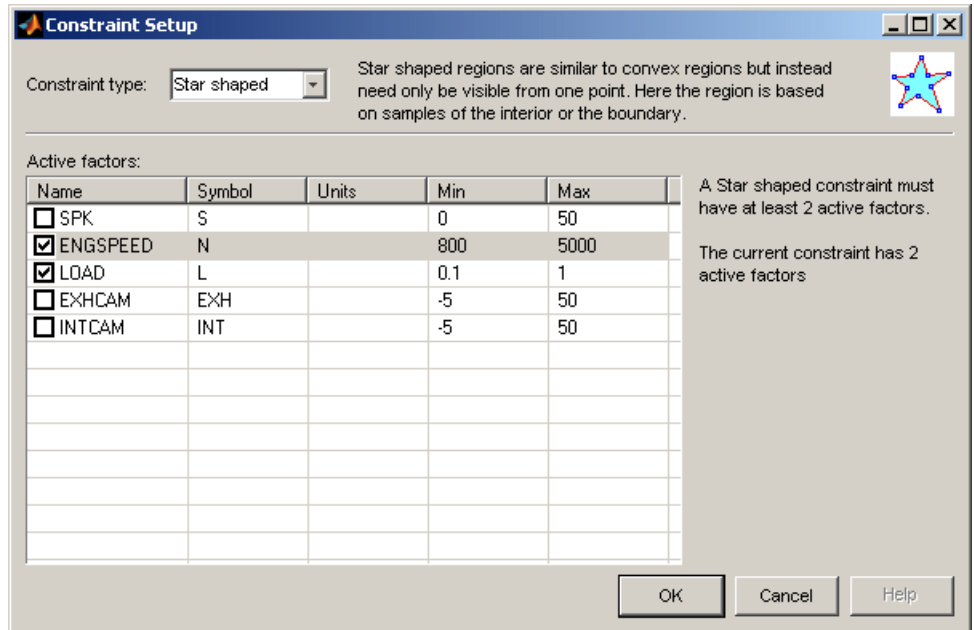 Constraint Setup
Constraint type: Star shaped
Star shaped regions are similar to convex regions but instead
need only be visible from one point. Here the region is based
on samples of the interior or the boundary.
Active factors:
Name Symbol Units Min Max
SPK S 0 50
ENGSPEED N 800 5000
LOAD L 0.1 1
EXHCAM EXH -5 50
INTCAM INT -5 50
A Star shaped constraint must
have at least 2 active factors.
The current constraint has 2
active factors
OK Cancel Help